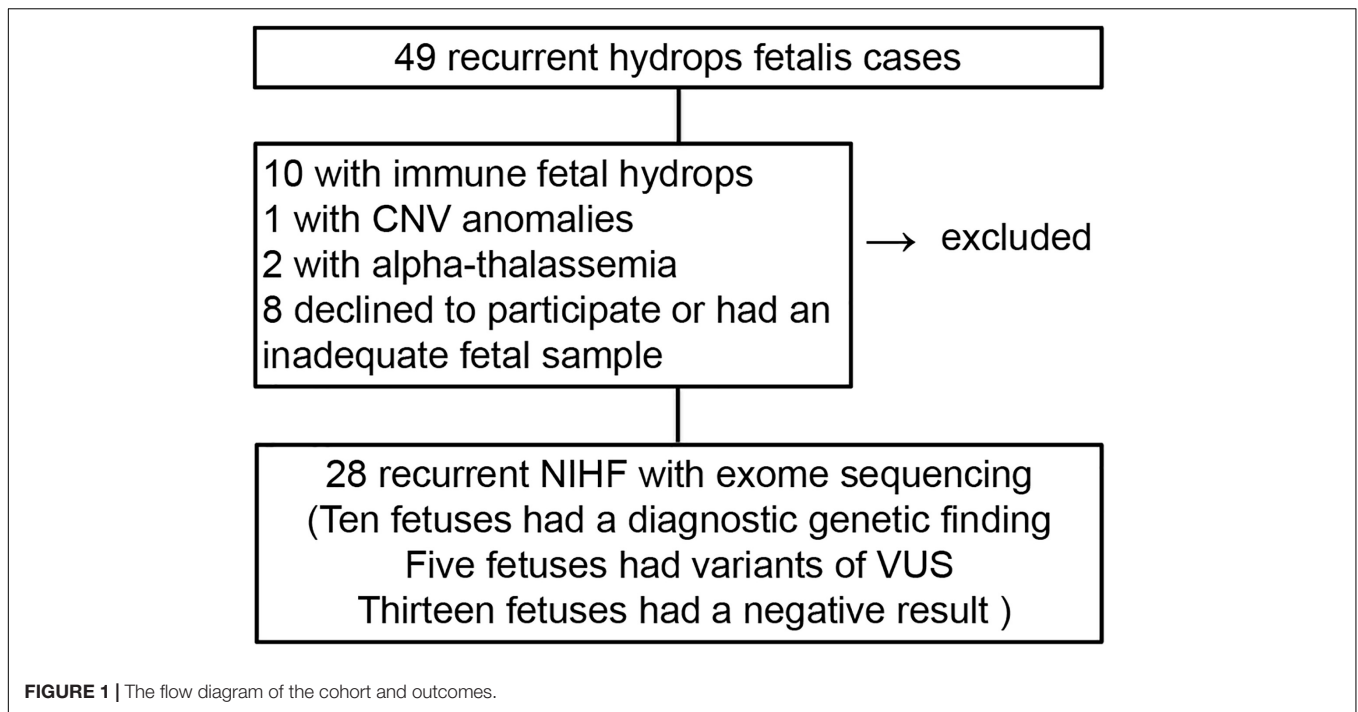 49 recurrent hydrops fetalis cases
10 with immune fetal hydrops
1 with CNV anomalies
2 with alpha-thalassemia
8 declined to participate or had an
inadequate fetal sample
→ excluded
28 recurrent NIHF with exome sequencing
(Ten fetuses had a diagnostic genetic finding
Five fetuses had variants of VUS
Thirteen fetuses had a negative result )
FIGURE 1 | The flow diagram of the cohort and outcomes.